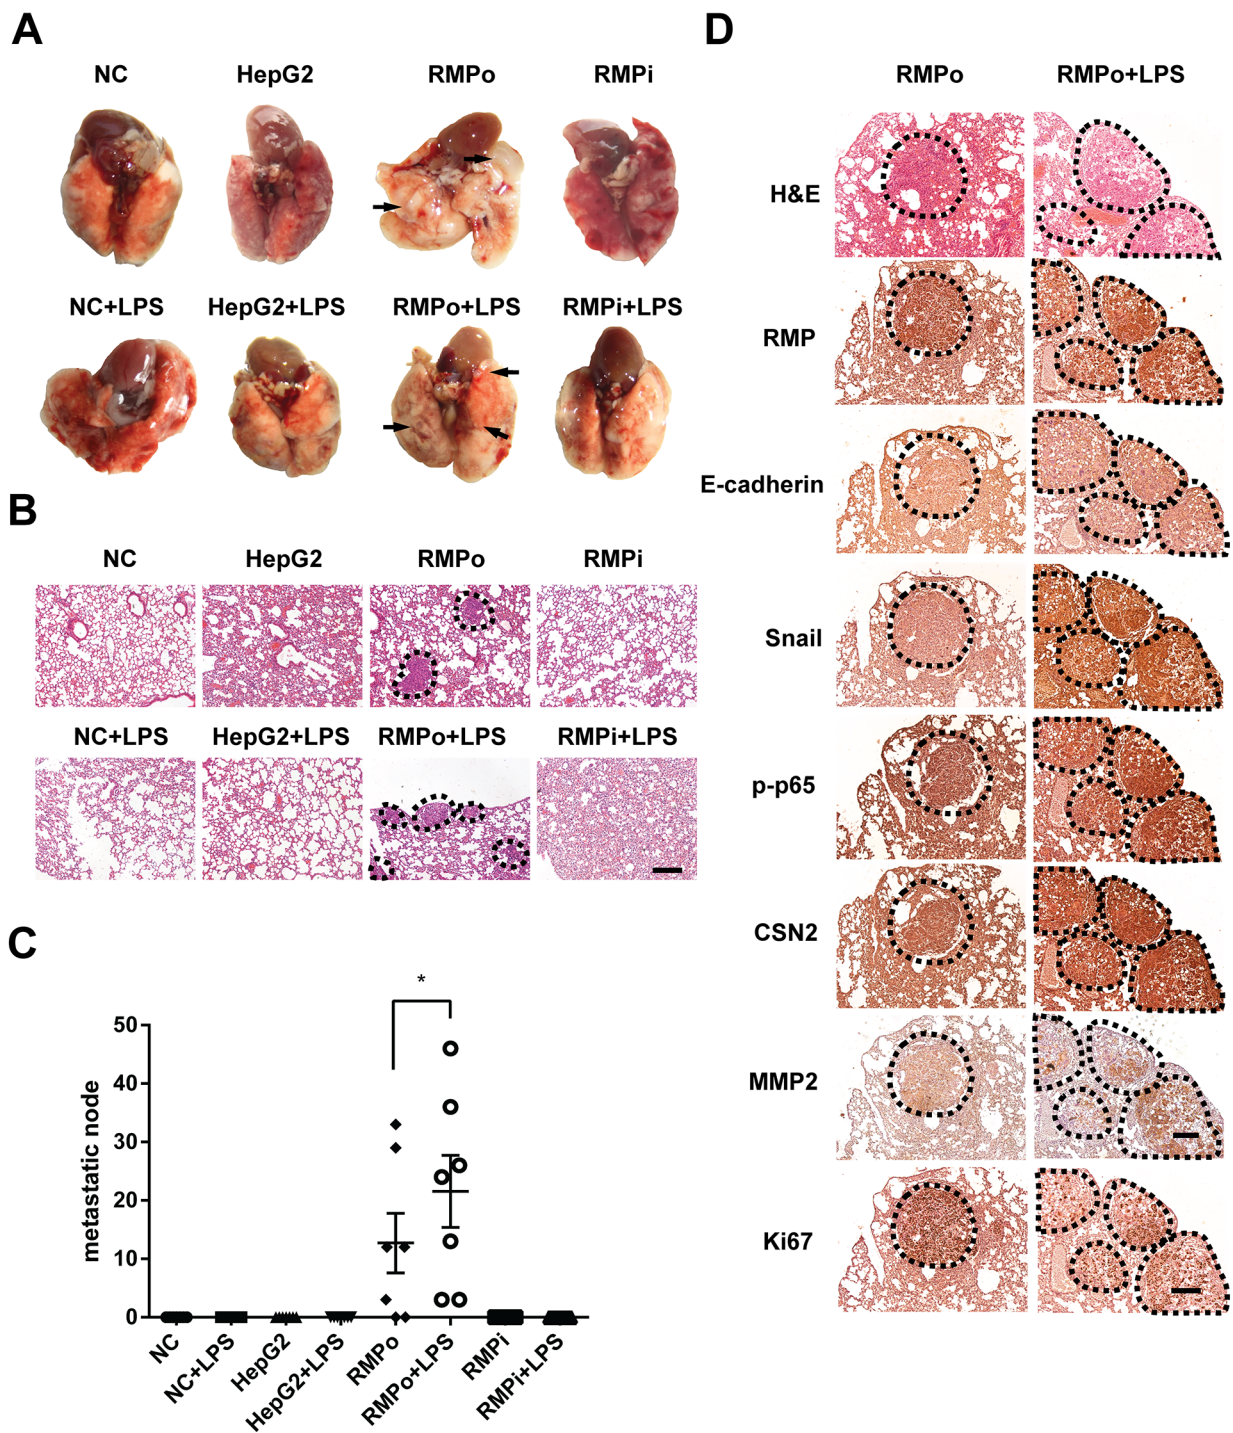 A
NC HepG2 RMPo RMPi
NC+LPS HepG2+LPS RMPo+LPS RMPi+LPS
B
NC HepG2 RMPo RMPi
NC+LPS HepG2+LPS RMPo+LPS RMPi+LPS
C
*
metastatic node
50
40
30
20
10
0
NC
NC+LPS
HepG2
HepG2+LPS
RMPo
RMPo+LPS
RMPi
RMPi+LPS
D
RMPo RMPo+LPS
H&E
RMP
E-cadherin
Snail
p-p65
CSN2
MMP2
Ki67